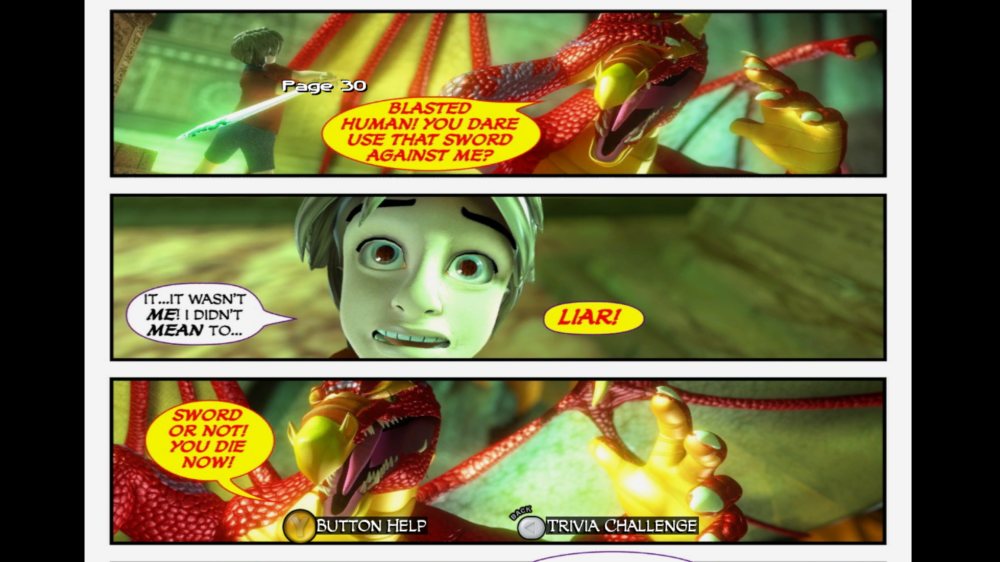 Page 30
BLASTED
HUMAN! YOU DARE
USE THAT SWORD
AGAINST ME?
IT...IT WASN'T
ME! I DIDN'T
MEAN TO...
LIAR!
SWORD
OR NOT!
YOU DIE
NOW!
Y BUTTON HELP
BACK TRIVIA CHALLENGE